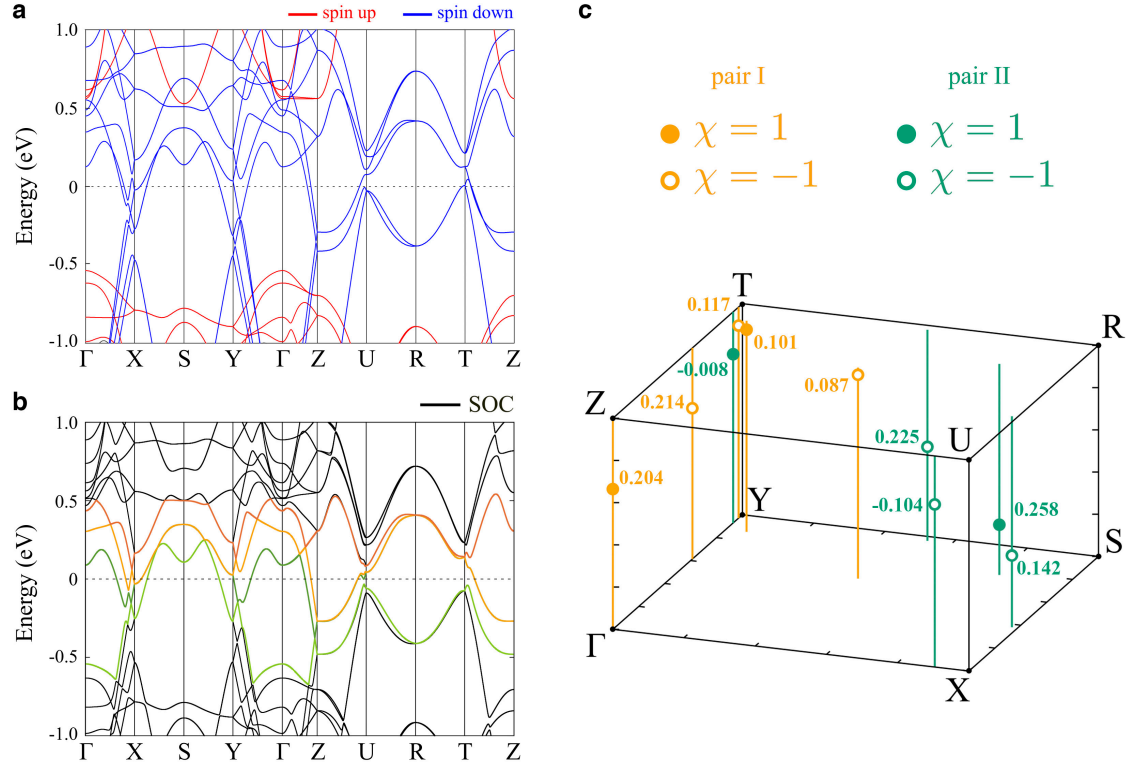 a
spin up
spin down
Energy (eV)
1.0
0.5
0
-0.5
-1.0
Γ X S Y Γ Z U R T Z
b
SOC
Energy (eV)
1.0
0.5
0
-0.5
-1.0
Γ X S Y Γ Z U R T Z
c
pair I
pair II
χ = 1
χ = 1
χ = −1
χ = −1
T
0.117
0.101
R
-0.008
0.087
Z
0.214
0.225
U
0.204
-0.104
0.258
Y
S
0.142
Γ
X